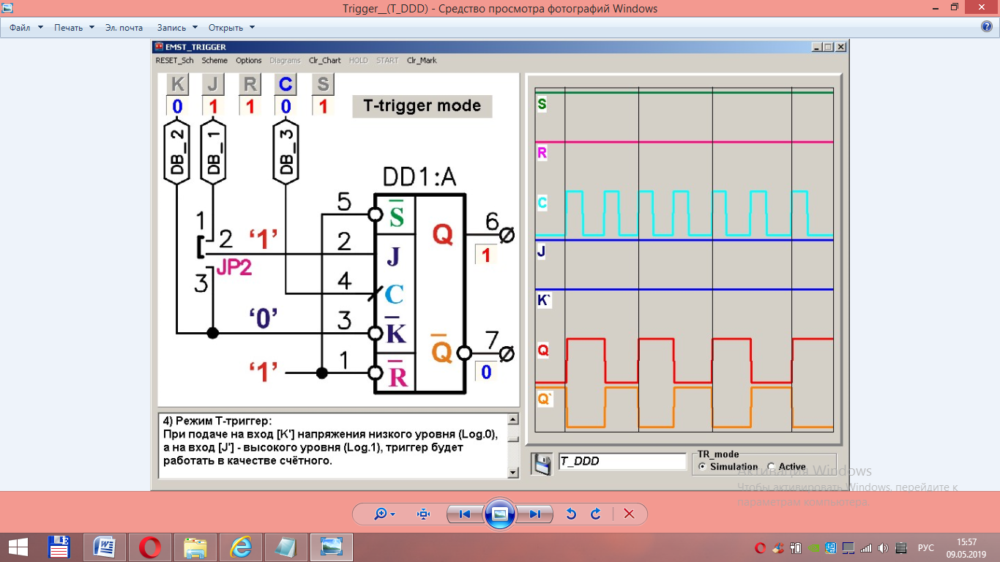 Trigger__(T_DDD) - Средство просмотра фотографий Windows
Файл Печать Эл. почта Запись Открыть
EMST_TRIGGER
RESET_Sch Scheme Options Diagrams Clr_Chart HOLD START Clr_Mark
K J R C S
0 1 1 0 1
T-trigger mode
DB_2 DB_1 DB_3
DD1:A
5 S̅
1
2 '1' 2 J
Q 6
1
JP2
3
4 C
'0' 3 K̅
Q̅ 7
0
'1' 1 R̅
S
R
C
J
K`
Q
Q`
4) Режим Т-триггер:
При подаче на вход [K'] напряжения низкого уровня (Log.0),
а на вход [J'] - высокого уровня (Log.1), триггер будет
работать в качестве счётного.
T_DDD
TR_mode
Simulation Active
Активация Windows
Чтобы активировать Windows, перейдите к
параметрам компьютера.
РУС
15:57
09.05.2019